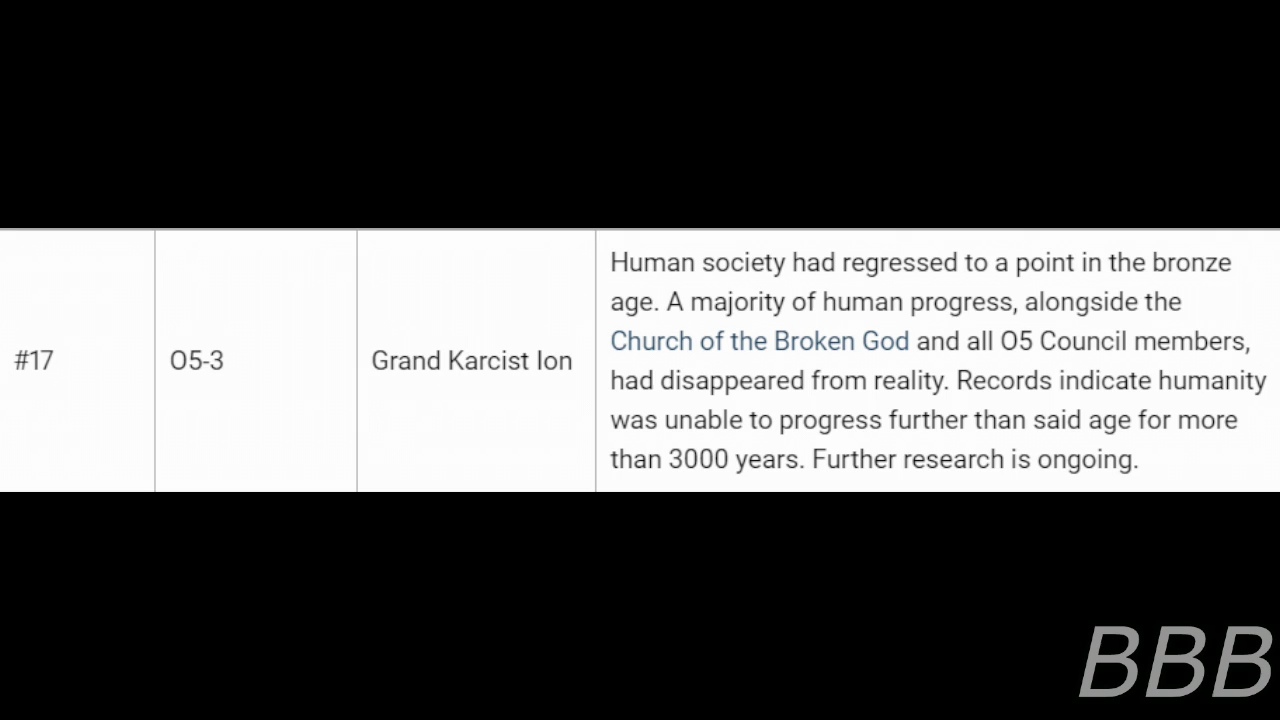 Human society had regressed to a point in the bronze
age. A majority of human progress, alongside the
Church of the Broken God and all O5 Council members,
#17 O5-3 Grand Karcist Ion
had disappeared from reality. Records indicate humanity
was unable to progress further than said age for more
than 3000 years. Further research is ongoing.
BBB